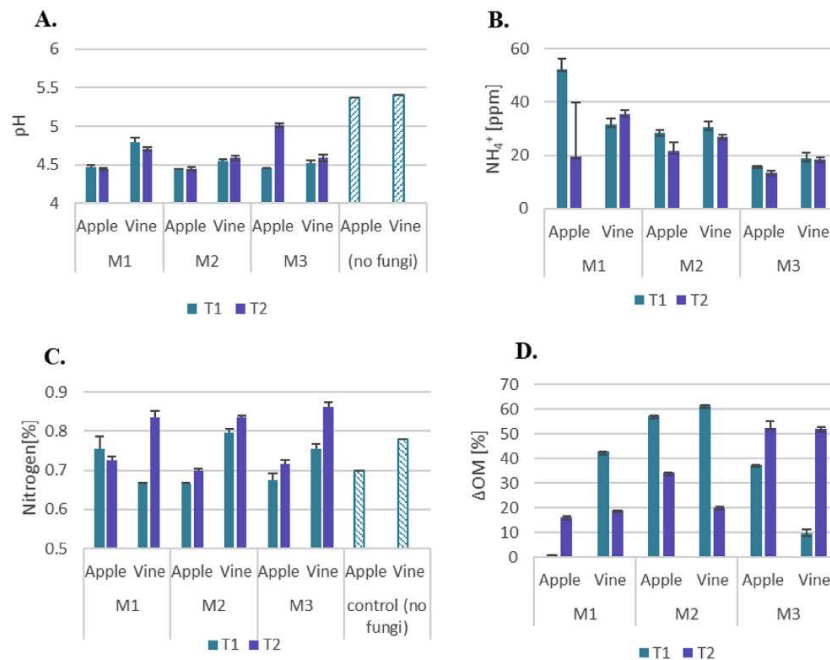 A.
6
5.5
5
4.5
4
pH
Apple Vine Apple Vine Apple Vine Apple Vine
M1 M2 M3 (no fungi)
T1 T2
B.
60
40
20
0
NH₄⁺ [ppm]
Apple Vine Apple Vine Apple Vine
M1 M2 M3
T1 T2
C.
0.9
0.8
0.7
0.6
0.5
Nitrogen[%]
Apple Vine Apple Vine Apple Vine Apple Vine
M1 M2 M3 control (no
fungi)
T1 T2
D.
70
60
50
40
30
20
10
0
ΔOM [%]
Apple Vine Apple Vine Apple Vine
M1 M2 M3
T1 T2